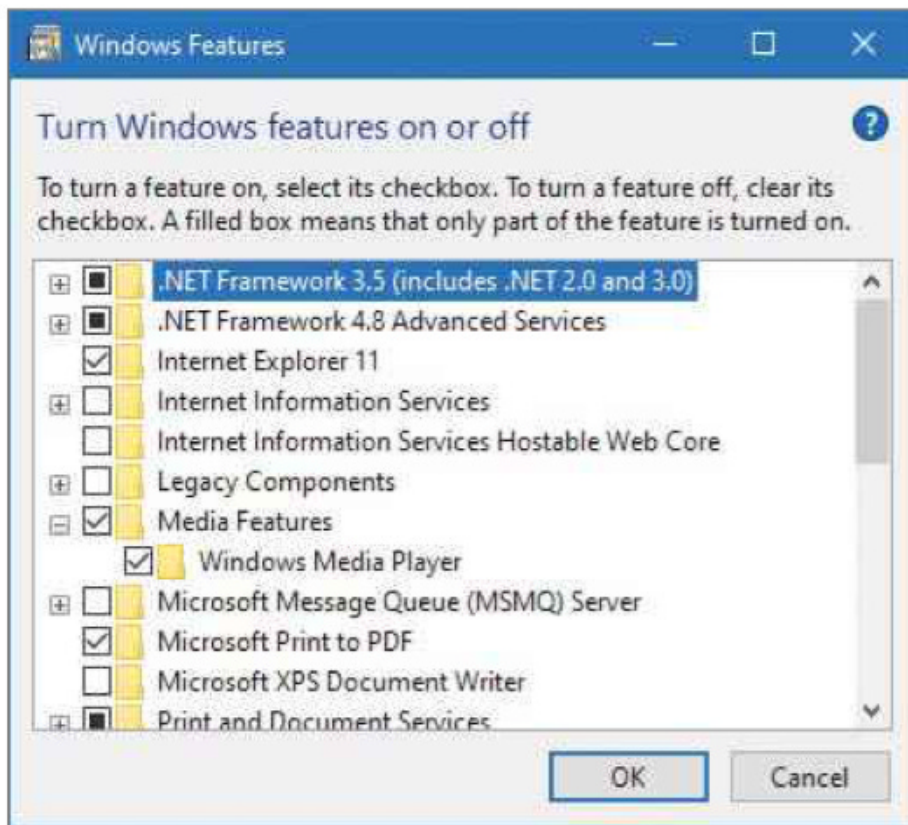 Windows Features
Turn Windows features on or off
?
To turn a feature on, select its checkbox. To turn a feature off, clear its
checkbox. A filled box means that only part of the feature is turned on.
.NET Framework 3.5 (includes .NET 2.0 and 3.0)
.NET Framework 4.8 Advanced Services
Internet Explorer 11
Internet Information Services
Internet Information Services Hostable Web Core
Legacy Components
Media Features
Windows Media Player
Microsoft Message Queue (MSMQ) Server
Microsoft Print to PDF
Microsoft XPS Document Writer
Print and Document Services
OK Cancel